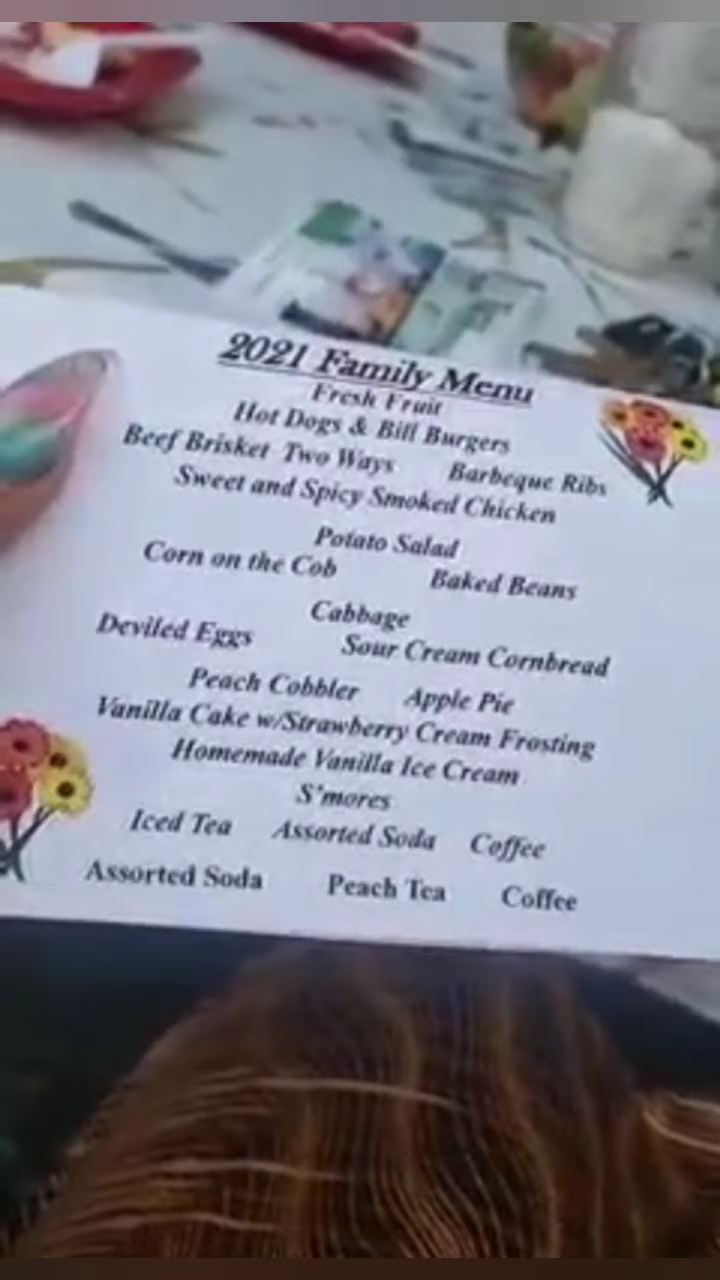 2021 Family Menu
Fresh Fruit
Hot Dogs & Bill Burgers
Beef Brisket Two Ways Barbeque Ribs
Sweet and Spicy Smoked Chicken
Potato Salad
Corn on the Cob Baked Beans
Cabbage
Deviled Eggs Sour Cream Cornbread
Peach Cobbler Apple Pie
Vanilla Cake w/Strawberry Cream Frosting
Homemade Vanilla Ice Cream
S'mores
Iced Tea Assorted Soda Coffee
Assorted Soda Peach Tea Coffee